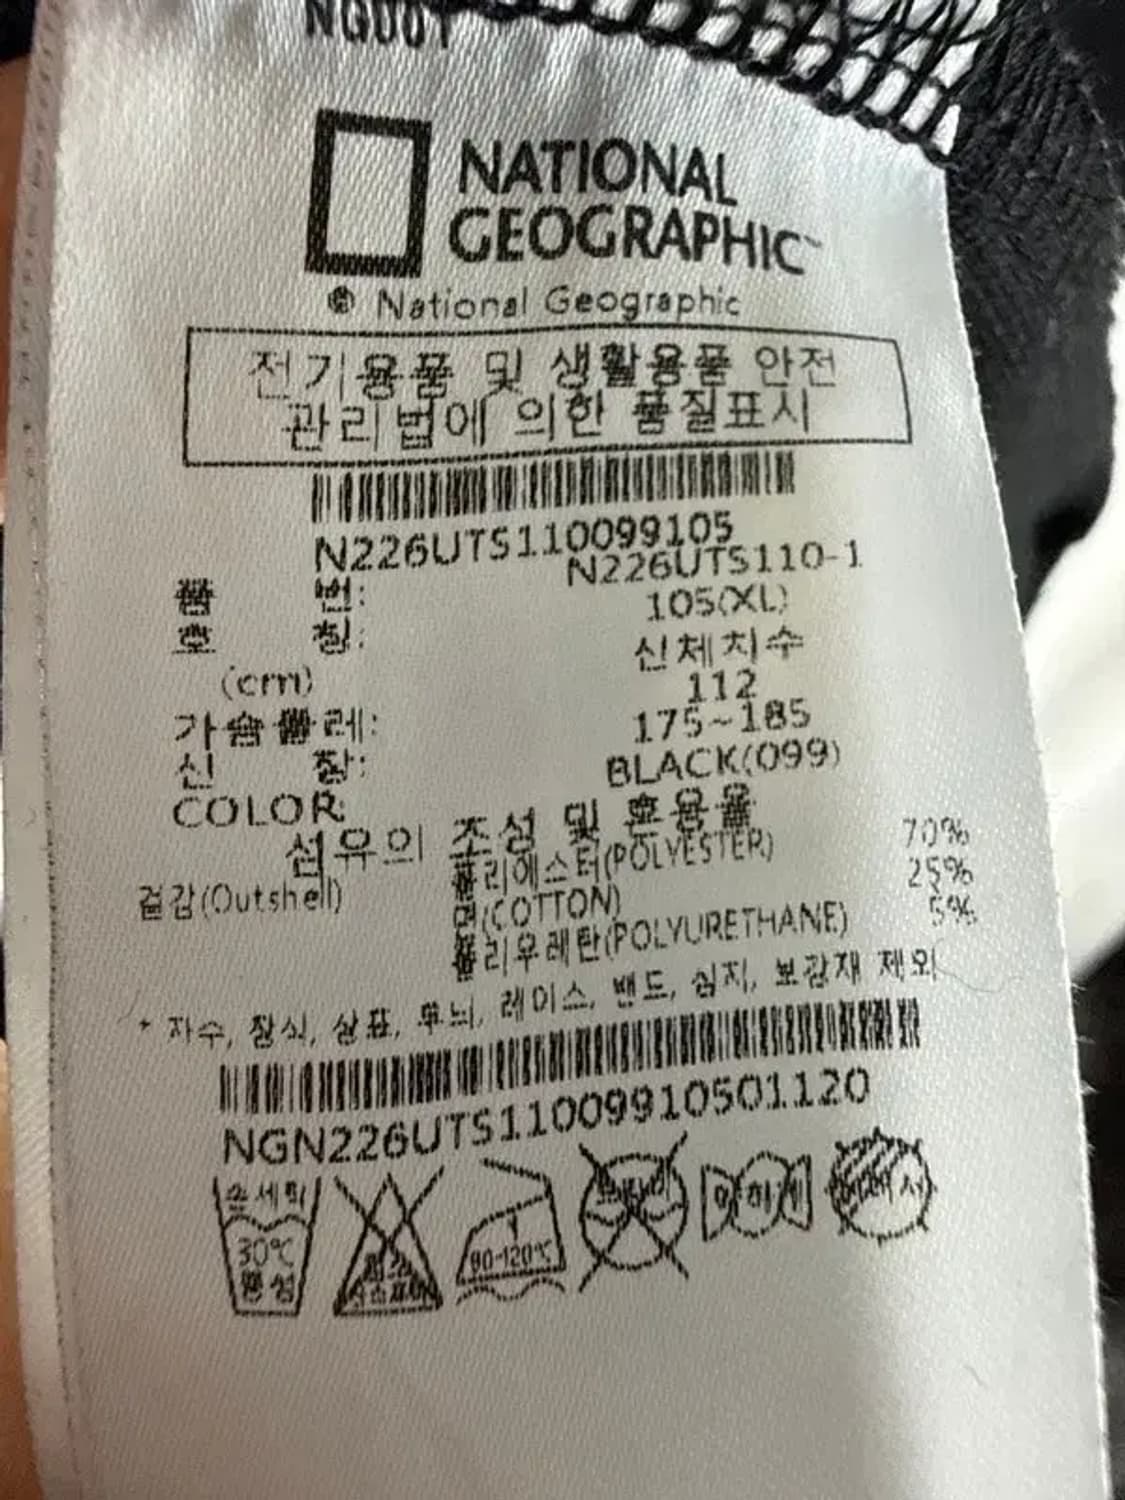 NG001
NATIONAL
GEOGRAPHIC™
© National Geographic
전기용품 및 생활용품 안전
관리법에 의한 품질표시
N226UTS110099105
품 번: N226UTS110-1
호 칭: 105(XL)
(cm) 신체치수
가슴둘레: 112
신 장: 175~185
COLOR: BLACK(099)
섬유의 조성 및 혼용율
겉감(Outshell) 폴리에스터(POLYESTER) 70%
면(COTTON) 25%
폴리우레탄(POLYURETHANE) 5%
* 자수, 장식, 상표, 무늬, 레이스, 밴드, 심지, 보강재 제외
NGN226UTS11009910501120
손세탁
30℃
중성
80-120℃